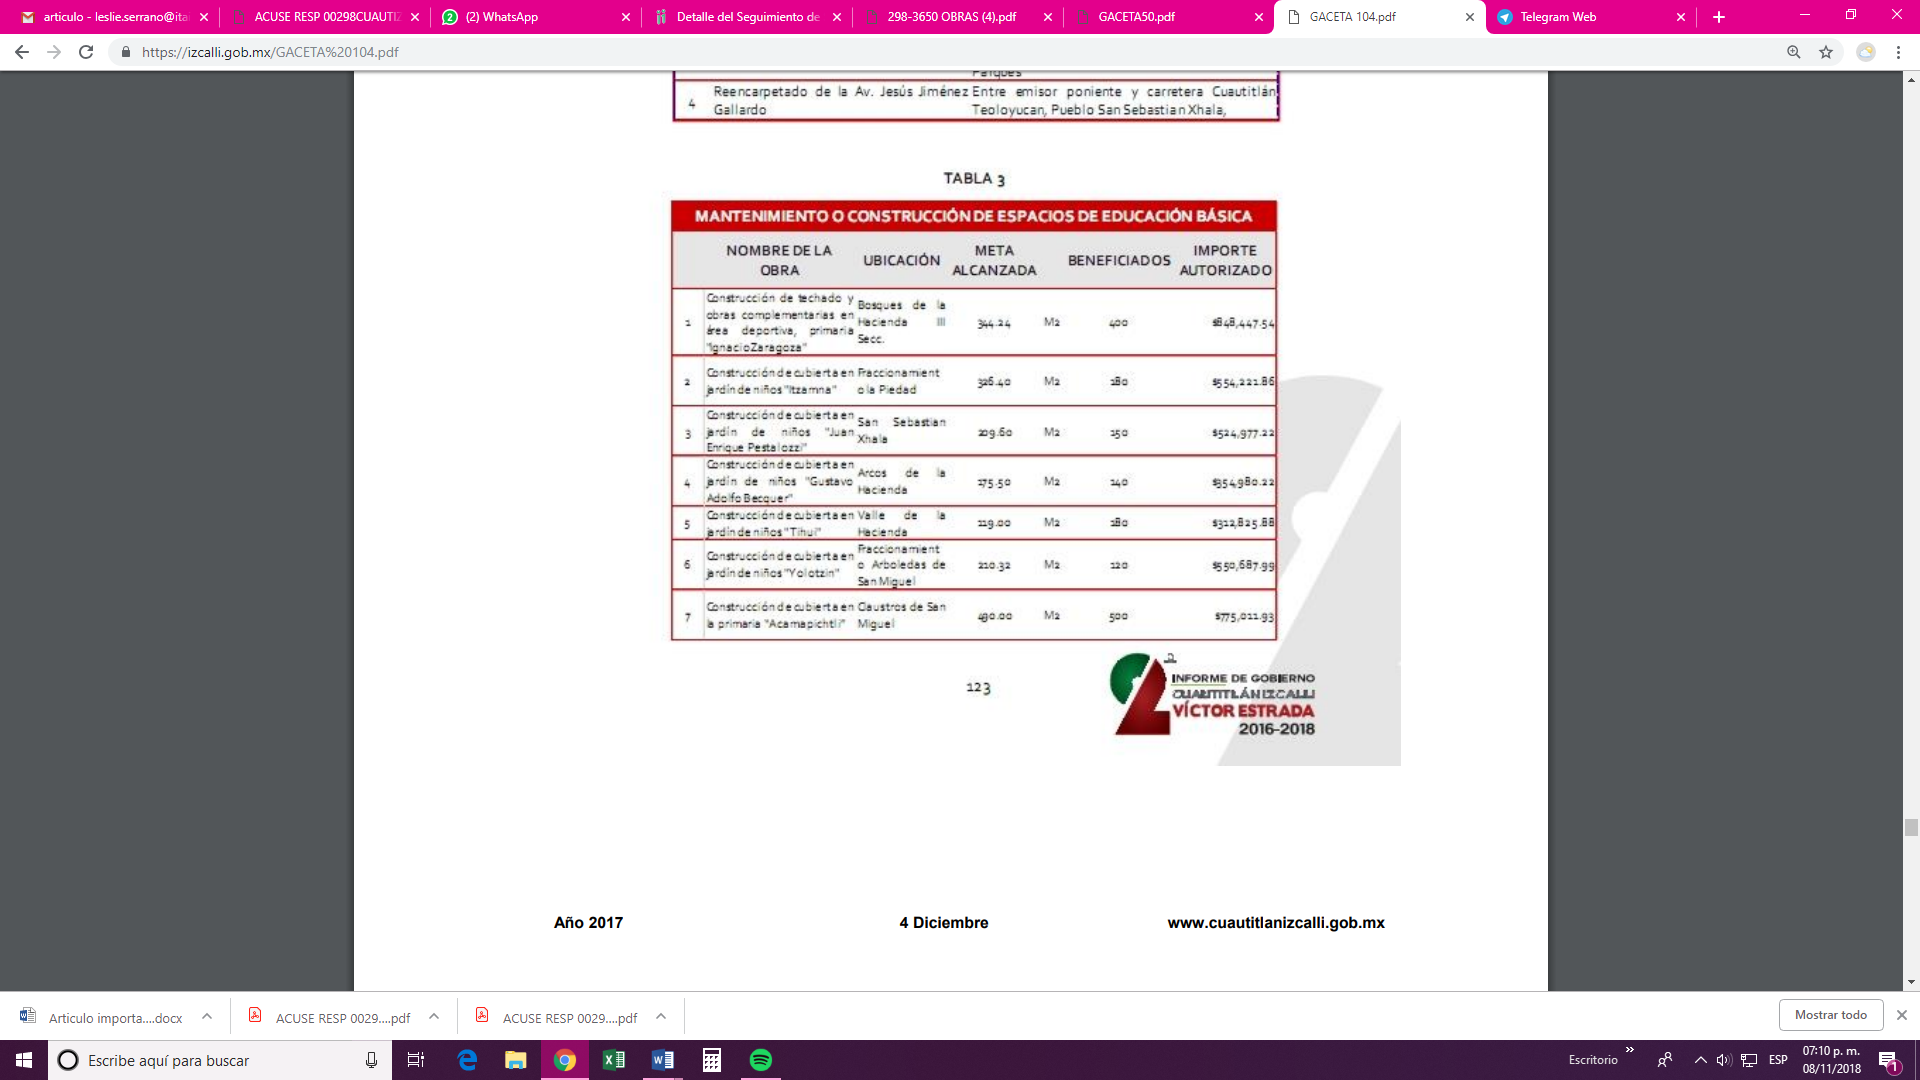 articulo - leslie.serrano@ita
ACUSE RESP 00298CUAUTIZ
(2) WhatsApp
Detalle del Seguimiento de
298-3650 OBRAS (4).pdf
GACETA50.pdf
GACETA 104.pdf
Telegram Web
https://izcalli.gob.mx/GACETA%20104.pdf
Parques
4 Reencarpetado de la Av. Jesús Jiménez Entre emisor poniente y carretera Cuautitlán
Gallardo Teoloyucan, Pueblo San Sebastian Xhala,
TABLA 3
MANTENIMIENTO O CONSTRUCCIÓN DE ESPACIOS DE EDUCACIÓN BÁSICA
NOMBRE DE LA OBRA UBICACIÓN META ALCANZADA BENEFICIADOS IMPORTE AUTORIZADO
1 Construcción de techado y obras complementarias en área deportiva, primaria "Ignacio Zaragoza" Bosques de la Hacienda III Secc. 344.24 M2 400 $848,447.54
2 Construcción de cubierta en jardín de niños "Itzamna" Fraccionamiento la Piedad 326.40 M2 180 $554,221.86
3 Construcción de cubierta en jardín de niños "Juan Enrique Pestalozzi" San Sebastian Xhala 209.60 M2 150 $524,977.22
4 Construcción de cubierta en jardín de niños "Gustavo Adolfo Becquer" Arcos de la Hacienda 175.50 M2 140 $354,980.22
5 Construcción de cubierta en jardín de niños "Tihui" Valle de la Hacienda 119.00 M2 180 $312,825.88
6 Construcción de cubierta en jardín de niños "Yolotzin" Fraccionamiento Arboledas de San Miguel 210.32 M2 120 $550,687.99
7 Construcción de cubierta en la primaria "Acamapichtli" Claustros de San Miguel 490.00 M2 500 $775,011.93
123
INFORME DE GOBIERNO
CUAUTITLÁN IZCALLI
VÍCTOR ESTRADA
2016-2018
Año 2017 4 Diciembre www.cuautitlanizcalli.gob.mx
Articulo importa....docx
ACUSE RESP 0029....pdf
ACUSE RESP 0029....pdf
Mostrar todo
Escribe aquí para buscar
Escritorio
ESP
07:10 p. m.
08/11/2018
1